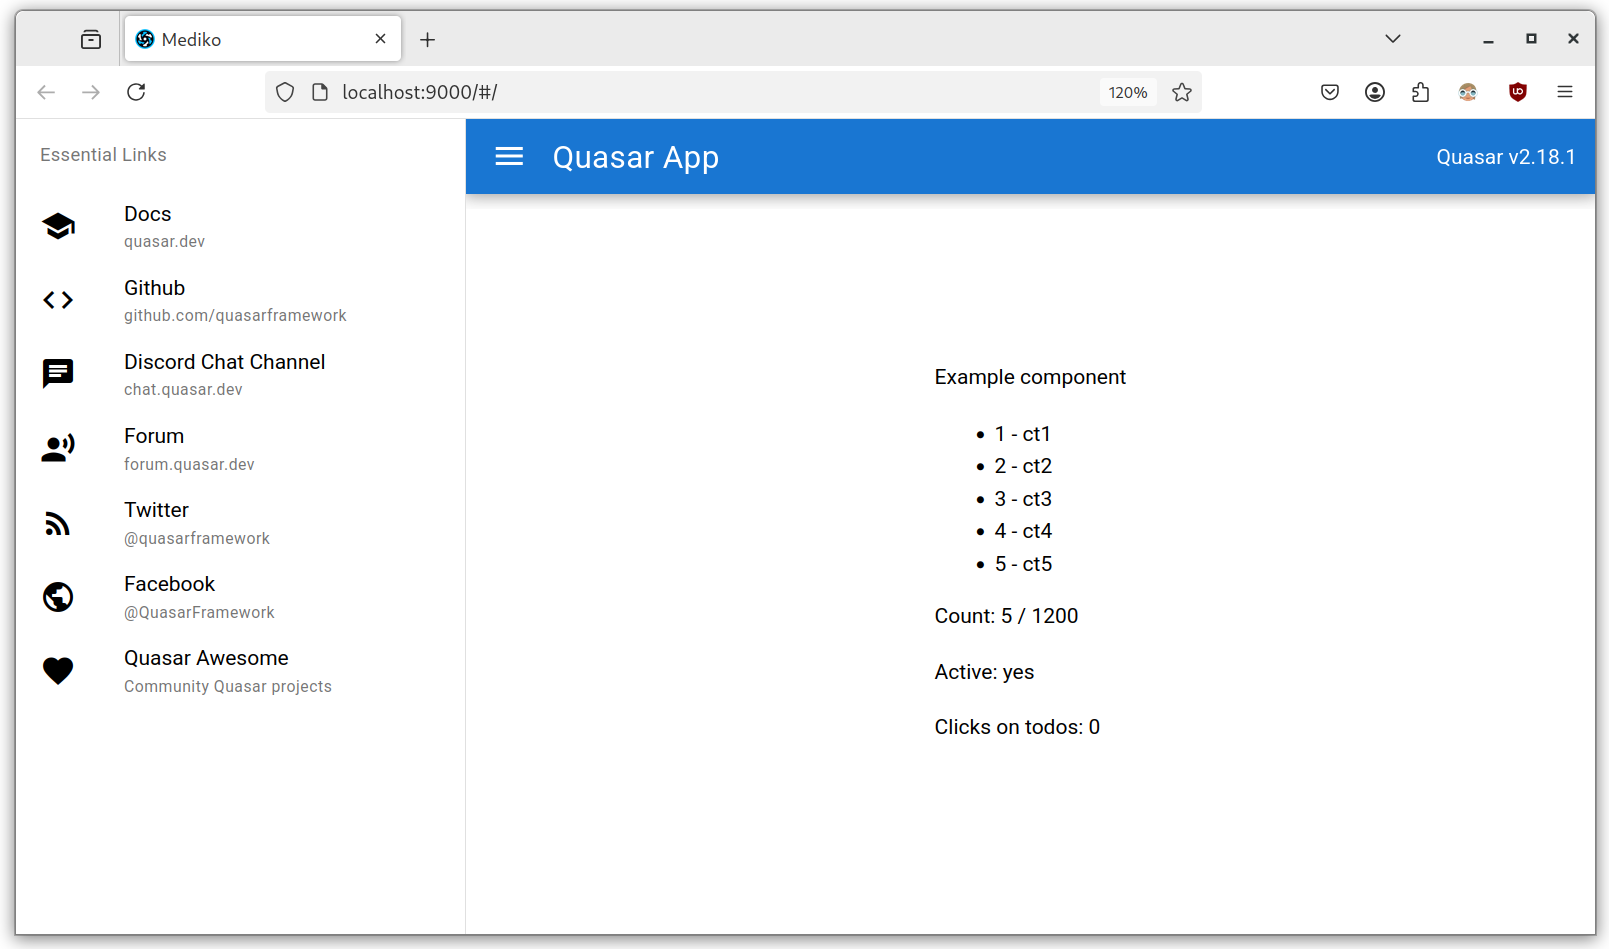 Mediko
localhost:9000/#/
120%
Essential Links
Docs
quasar.dev
Github
github.com/quasarframework
Discord Chat Channel
chat.quasar.dev
Forum
forum.quasar.dev
Twitter
@quasarframework
Facebook
@QuasarFramework
Quasar Awesome
Community Quasar projects
Quasar App
Quasar v2.18.1
Example component
1 - ct1
2 - ct2
3 - ct3
4 - ct4
5 - ct5
Count: 5 / 1200
Active: yes
Clicks on todos: 0